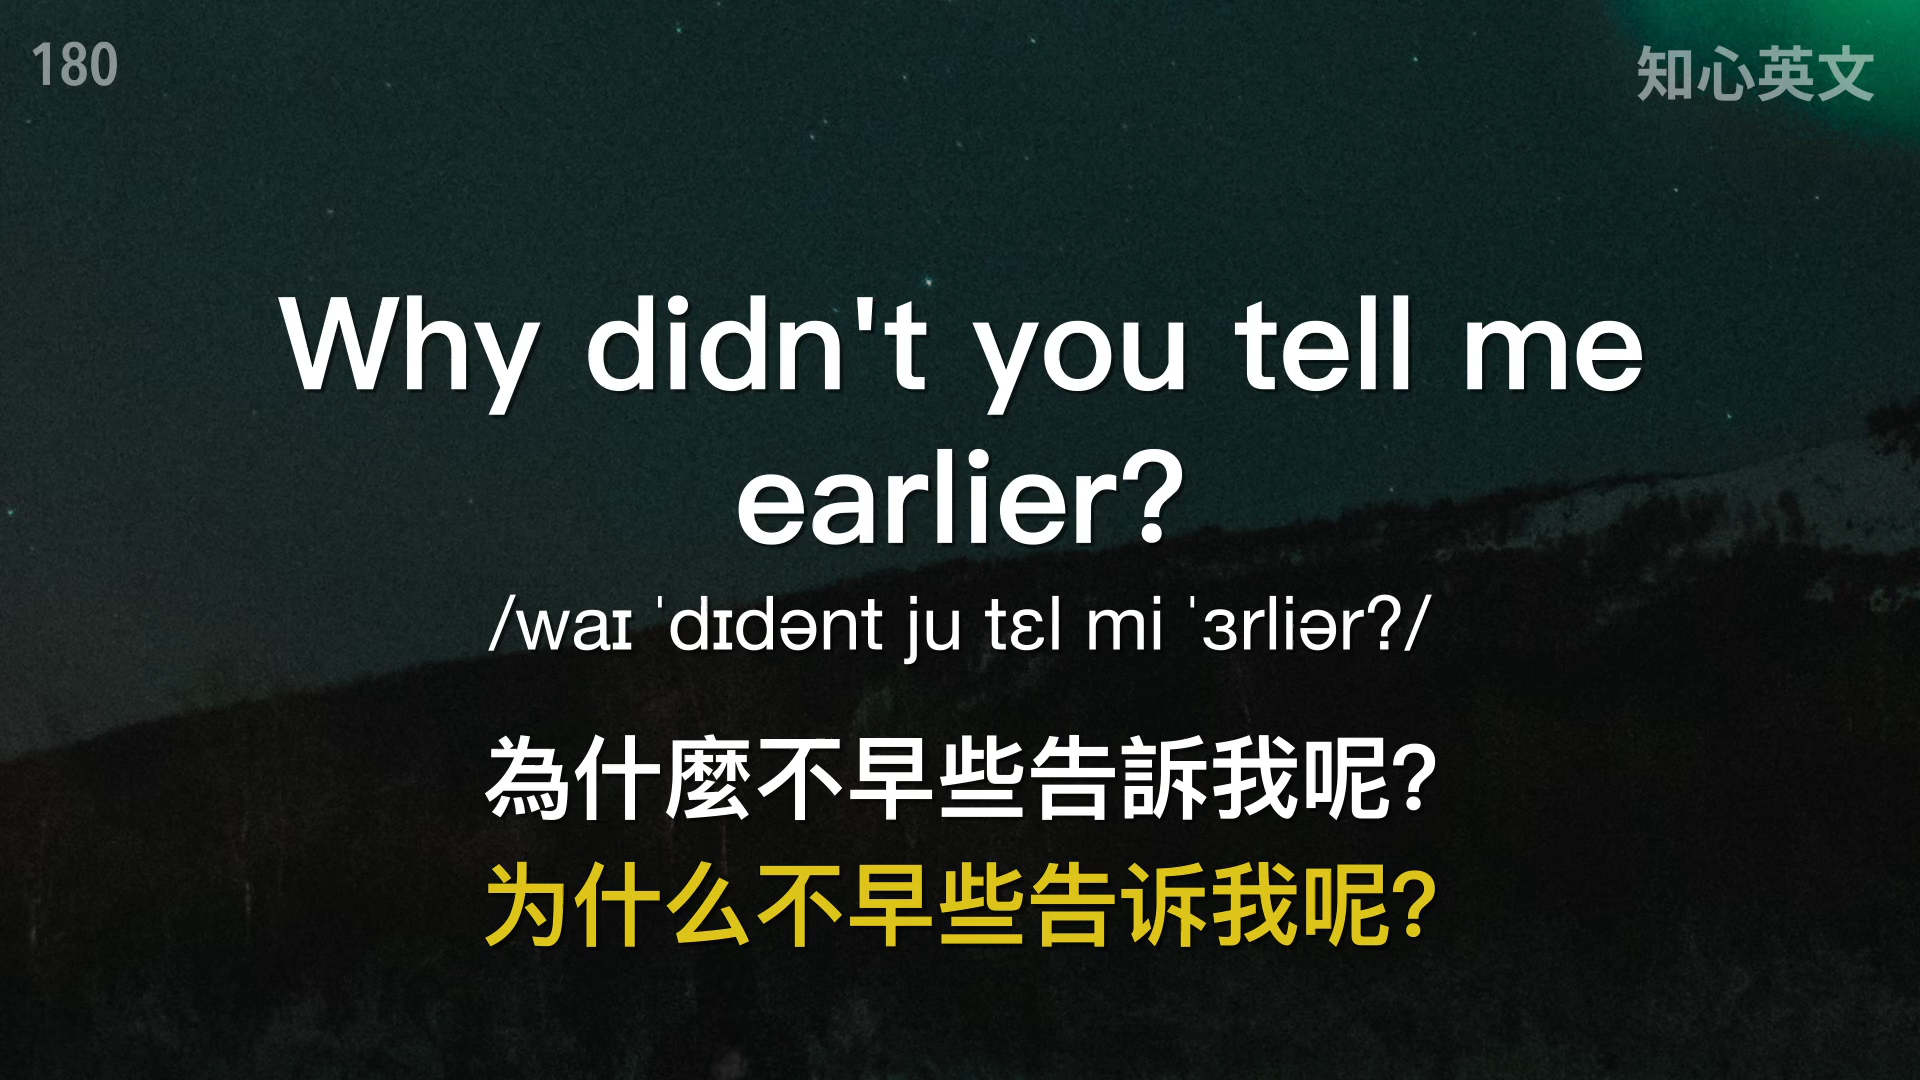 180
知心英文
Why didn't you tell me
earlier?
/waɪ ˈdɪdənt ju tɛl mi ˈɜrliər?/
為什麼不早些告訴我呢?
为什么不早些告诉我呢?